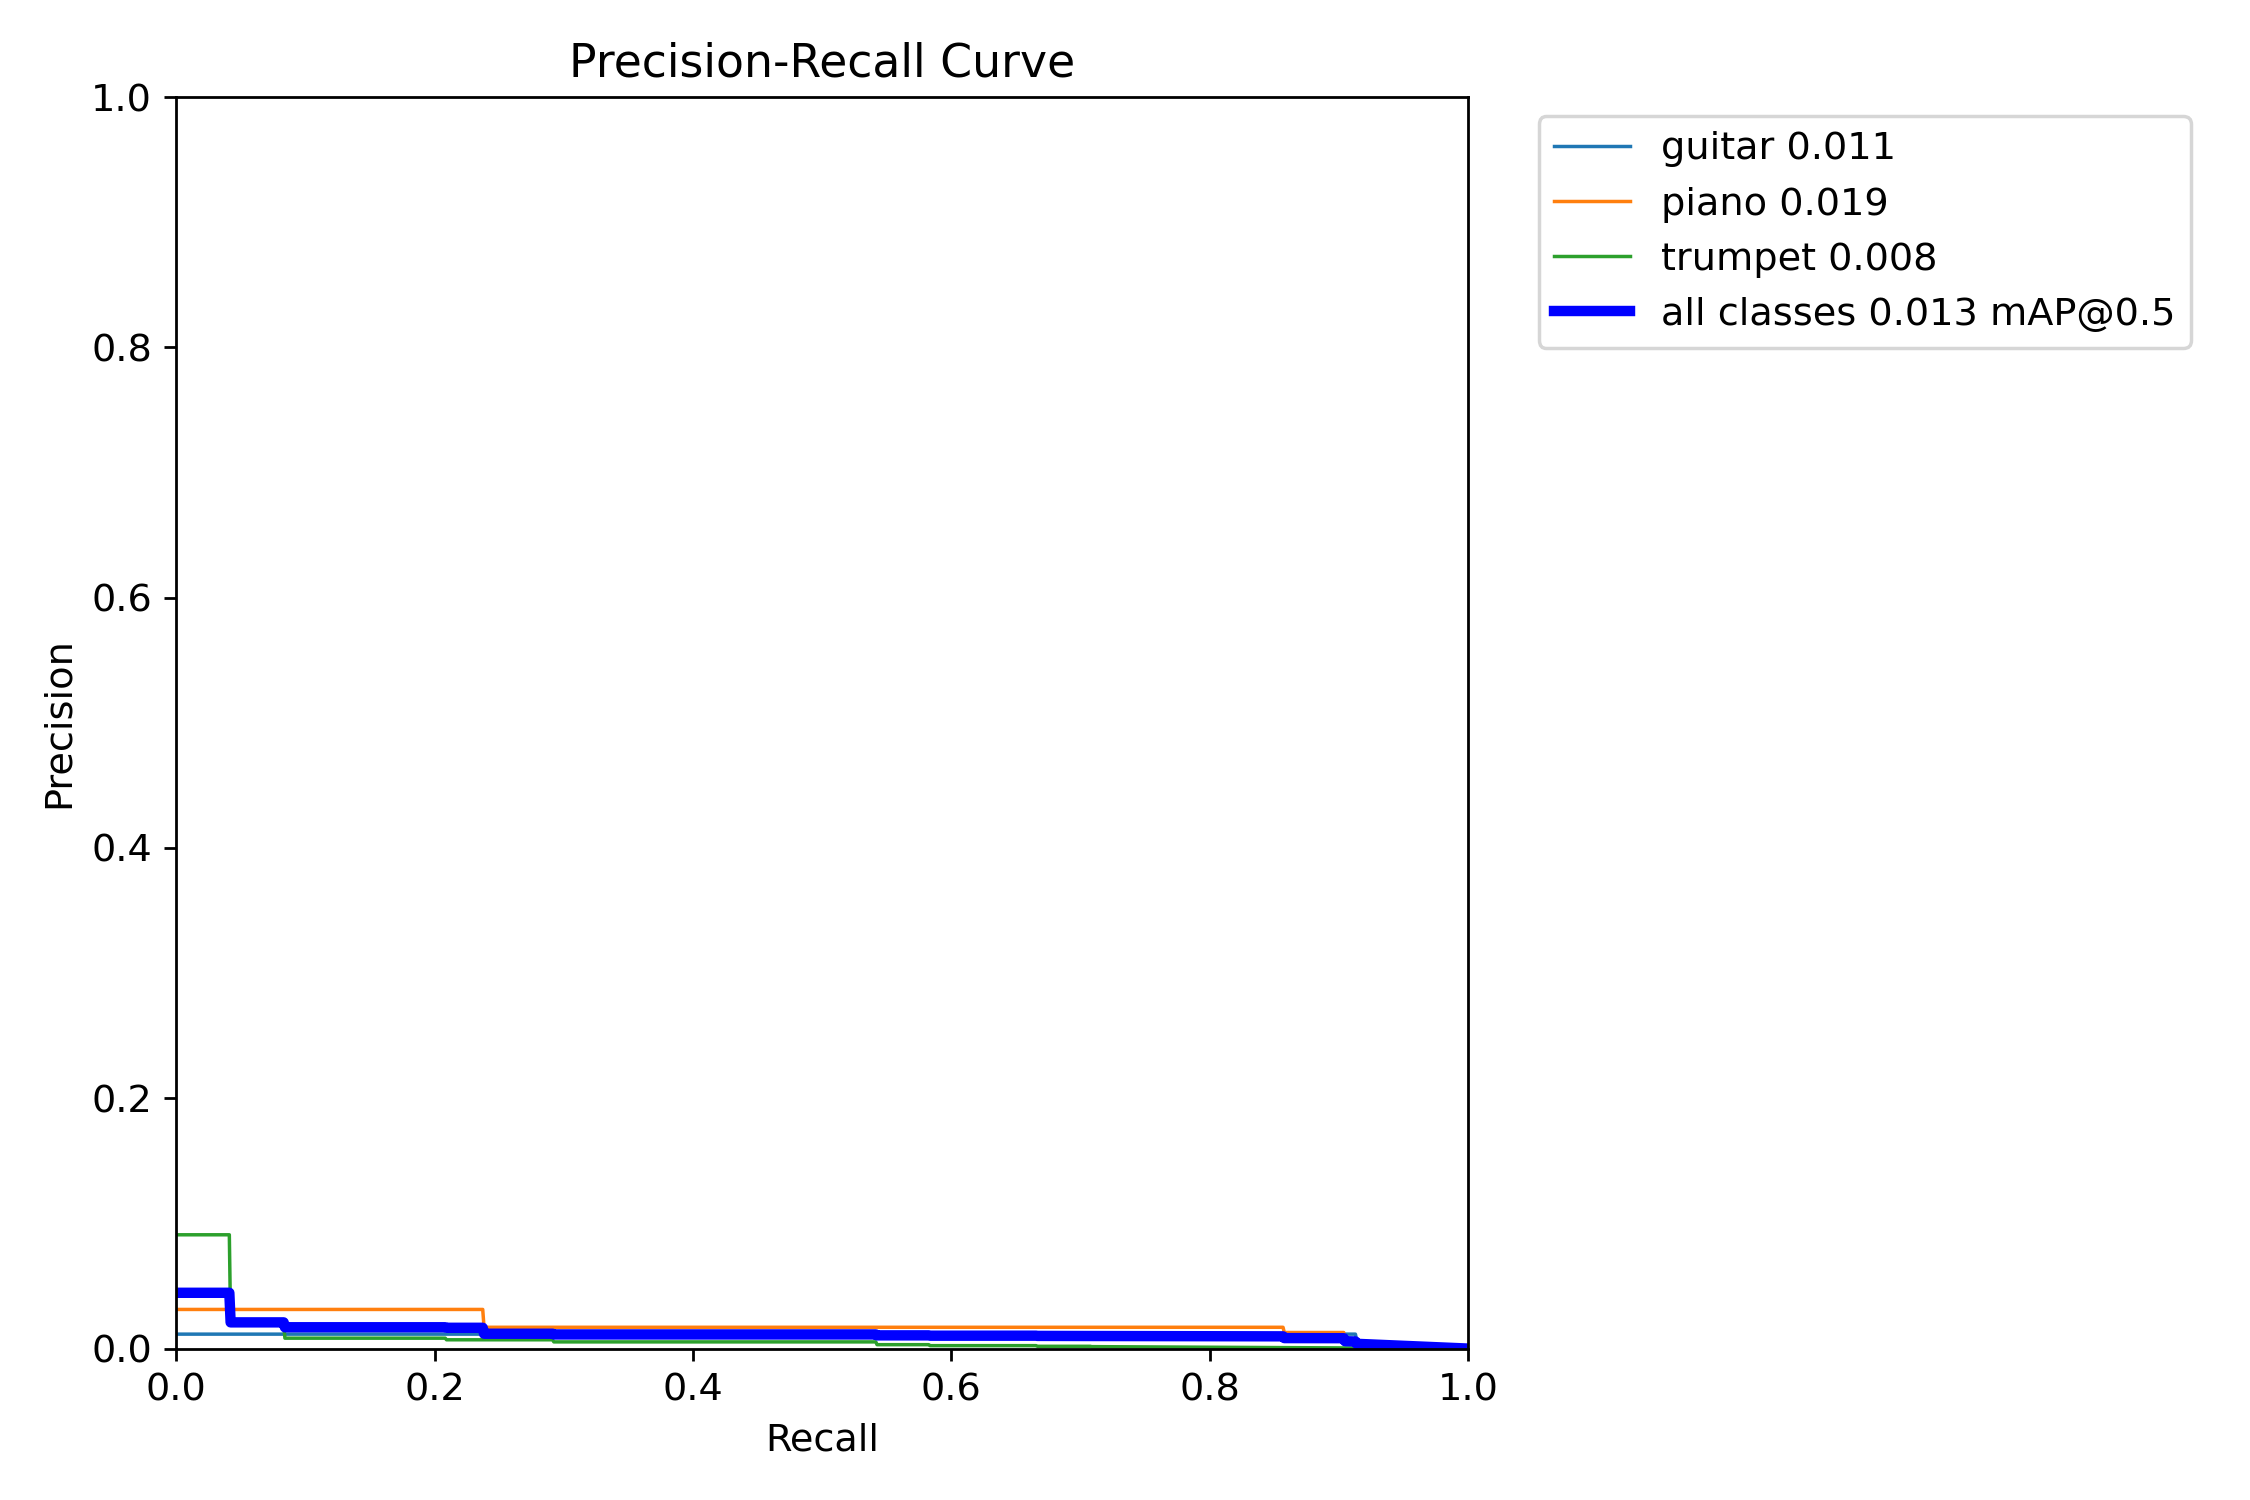 Precision-Recall Curve
1.0
0.8
0.6
0.4
0.2
0.0
Precision
0.0 0.2 0.4 0.6 0.8 1.0
Recall
guitar 0.011
piano 0.019
trumpet 0.008
all classes 0.013 mAP@0.5